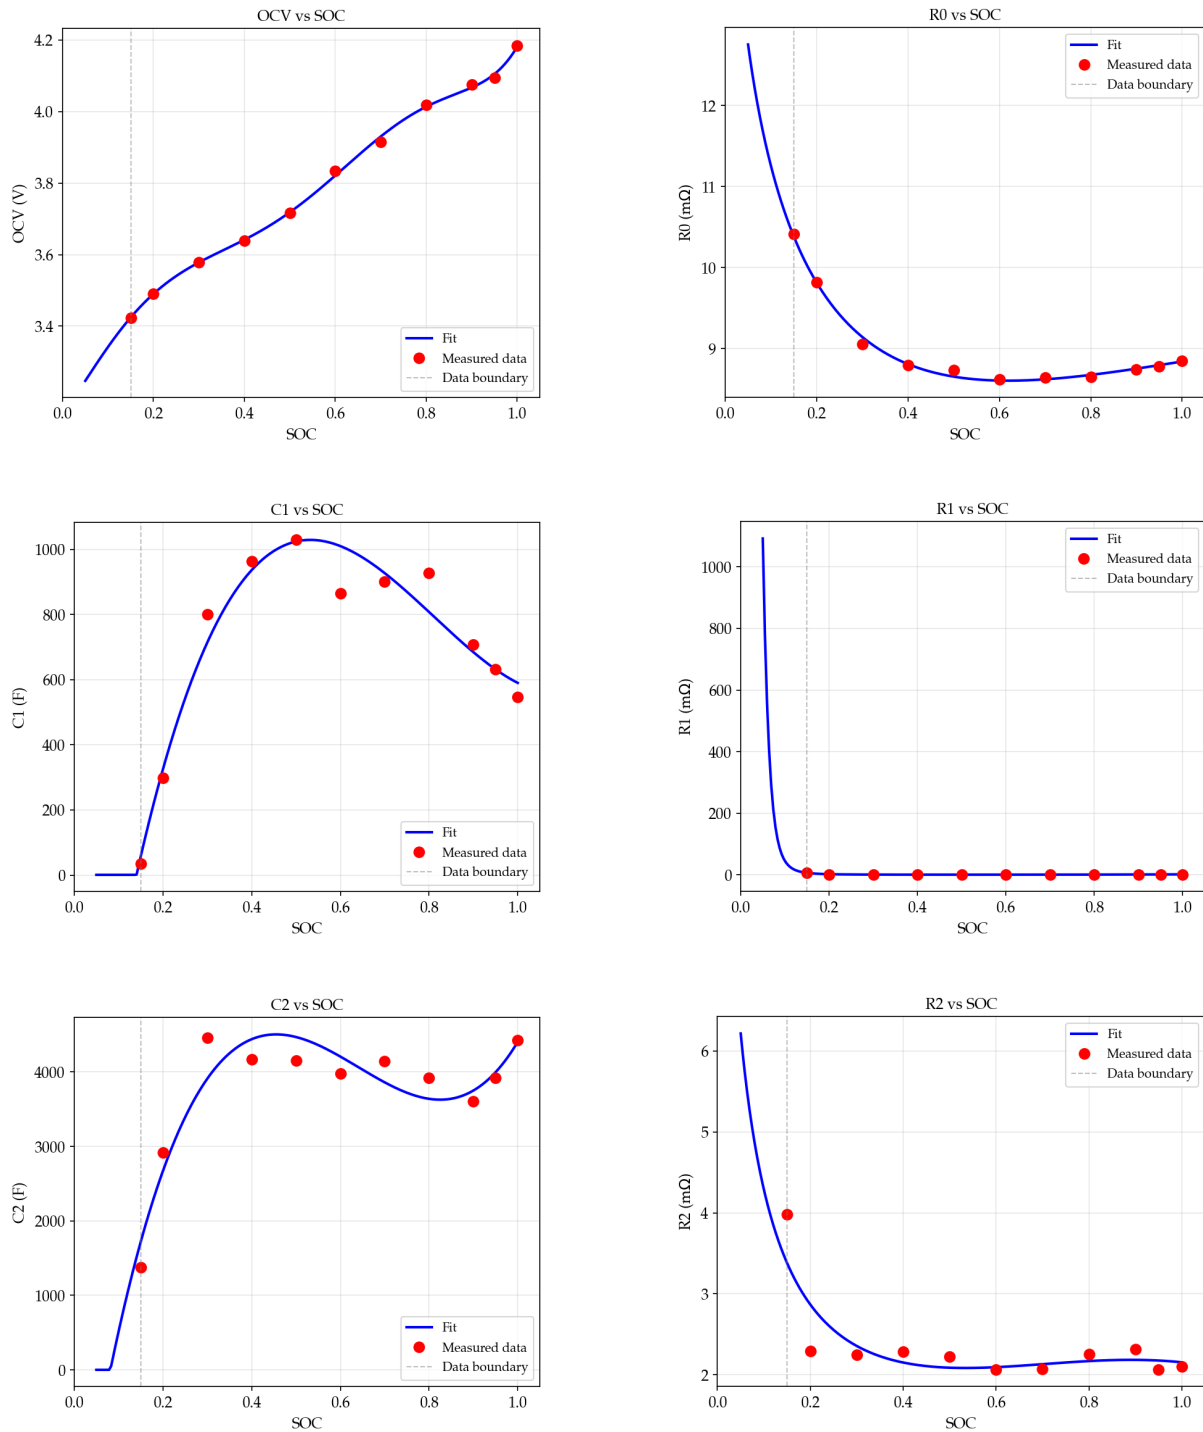 OCV vs SOC
4.2
4.0
3.8
3.6
3.4
OCV (V)
Fit
Measured data
Data boundary
0.0 0.2 0.4 0.6 0.8 1.0
SOC
R0 vs SOC
12
11
10
9
R0 (mΩ)
Fit
Measured data
Data boundary
0.0 0.2 0.4 0.6 0.8 1.0
SOC
C1 vs SOC
1000
800
600
400
200
0
C1 (F)
Fit
Measured data
Data boundary
0.0 0.2 0.4 0.6 0.8 1.0
SOC
R1 vs SOC
1000
800
600
400
200
0
R1 (mΩ)
Fit
Measured data
Data boundary
0.0 0.2 0.4 0.6 0.8 1.0
SOC
C2 vs SOC
4000
3000
2000
1000
0
C2 (F)
Fit
Measured data
Data boundary
0.0 0.2 0.4 0.6 0.8 1.0
SOC
R2 vs SOC
6
5
4
3
2
R2 (mΩ)
Fit
Measured data
Data boundary
0.0 0.2 0.4 0.6 0.8 1.0
SOC